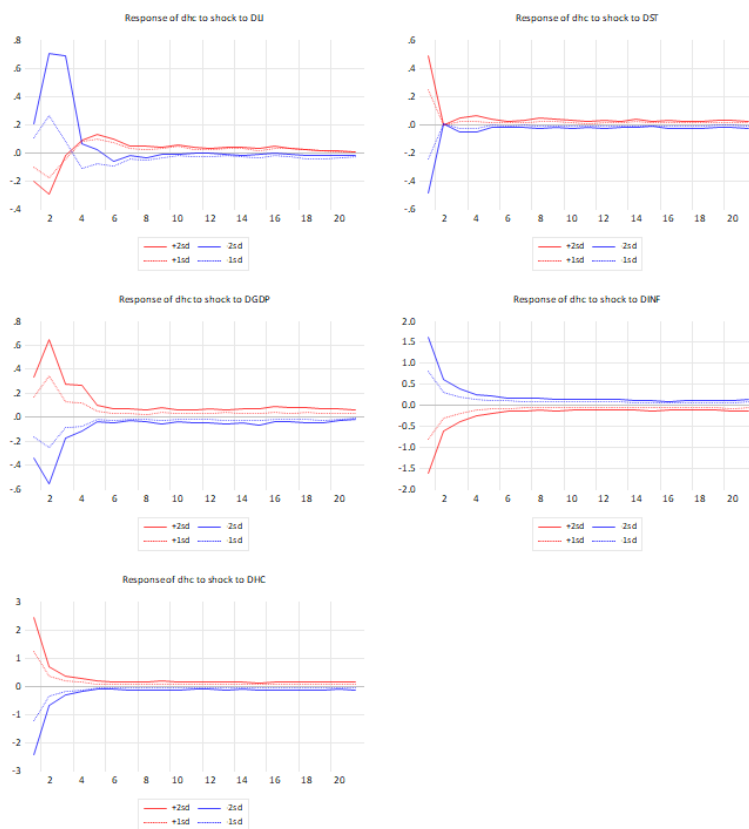 Response of dhc to shock to DLI
.8
.6
.4
.2
.0
-.2
-.4
2 4 6 8 10 12 14 16 18 20
+2sd -2sd
+1sd -1sd
Response of dhc to shock to DST
.6
.4
.2
.0
-.2
-.4
-.6
2 4 6 8 10 12 14 16 18 20
+2sd -2sd
+1sd -1sd
Response of dhc to shock to DGDP
.8
.6
.4
.2
.0
-.2
-.4
-.6
2 4 6 8 10 12 14 16 18 20
+2sd -2sd
+1sd -1sd
Response of dhc to shock to DINF
2.0
1.5
1.0
0.5
0.0
-0.5
-1.0
-1.5
-2.0
2 4 6 8 10 12 14 16 18 20
+2sd -2sd
+1sd -1sd
Response of dhc to shock to DHC
3
2
1
0
-1
-2
-3
2 4 6 8 10 12 14 16 18 20
+2sd -2sd
+1sd -1sd